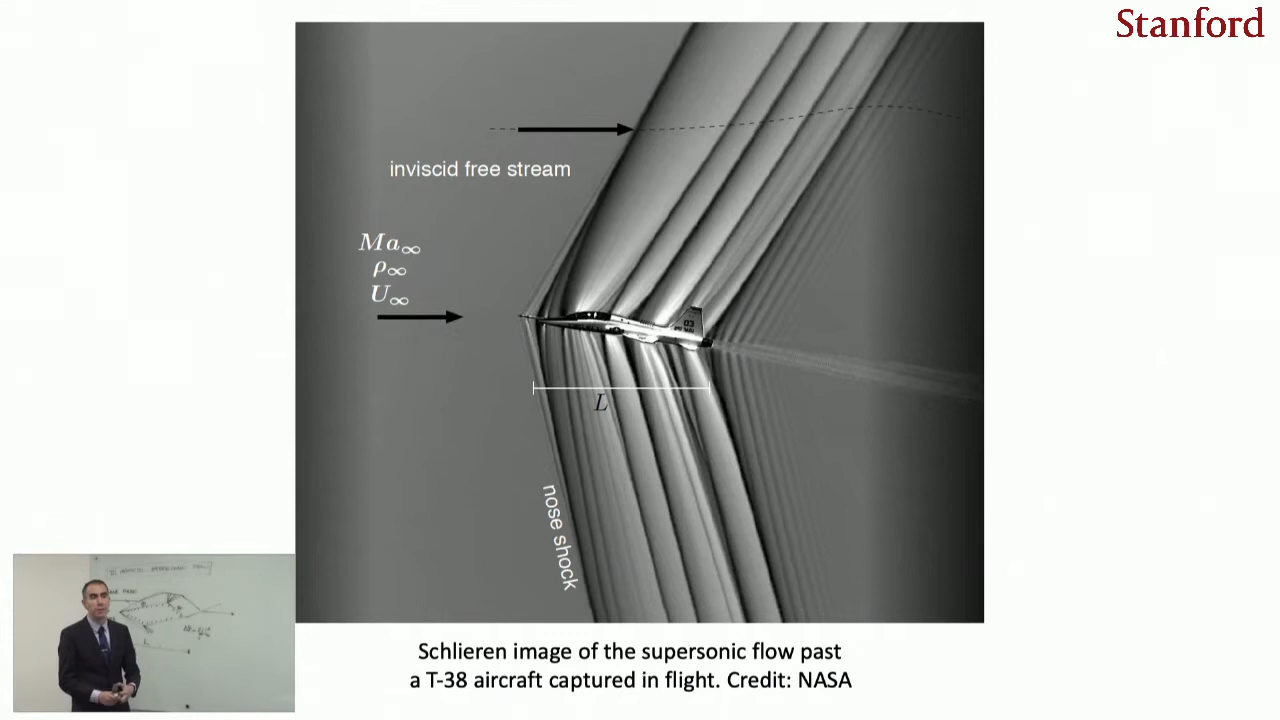 Stanford
inviscid free stream
Ma∞
ρ∞
U∞
L
nose shock
Schlieren image of the supersonic flow past
a T-38 aircraft captured in flight. Credit: NASA